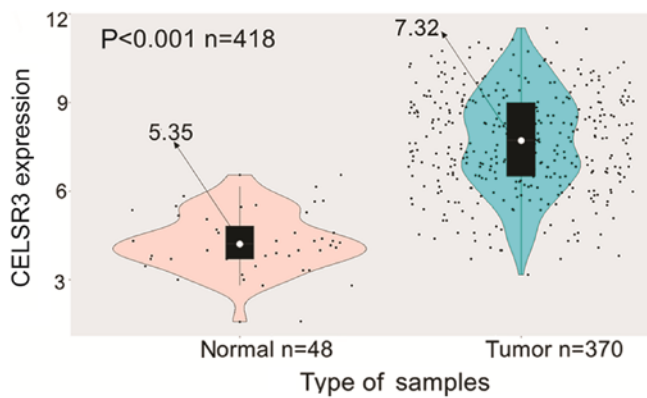 12
9
6
3
CELSR3 expression
P<0.001 n=418
5.35
7.32
Normal n=48
Tumor n=370
Type of samples